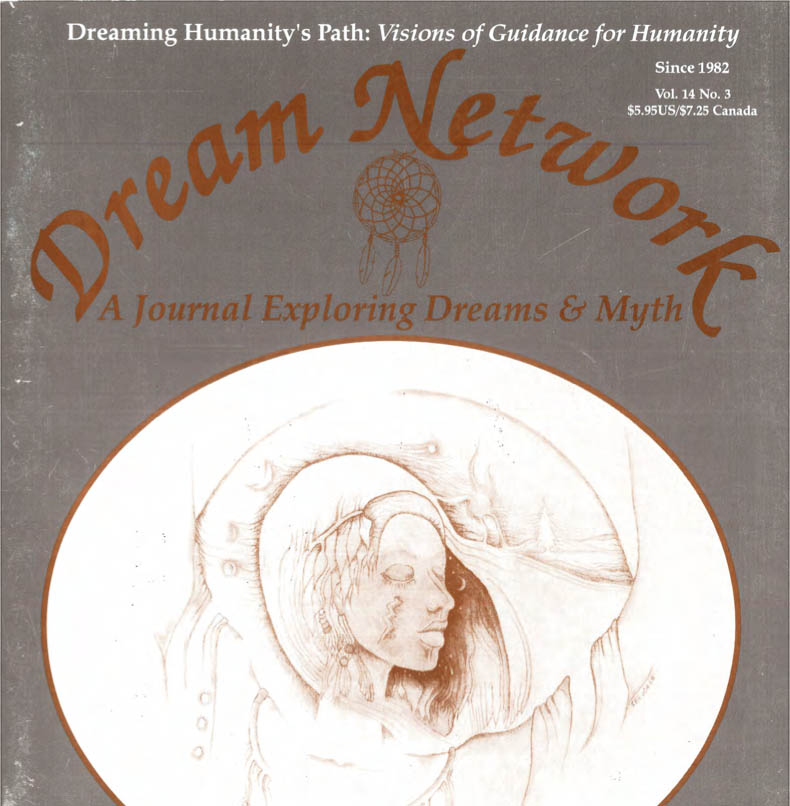 Dreaming Humanity's Path: Visions of Guidance for Humanity
Since 1982
Vol. 14 No. 3
$5.95US/$7.25 Canada
Dream Network
A Journal Exploring Dreams & Myth